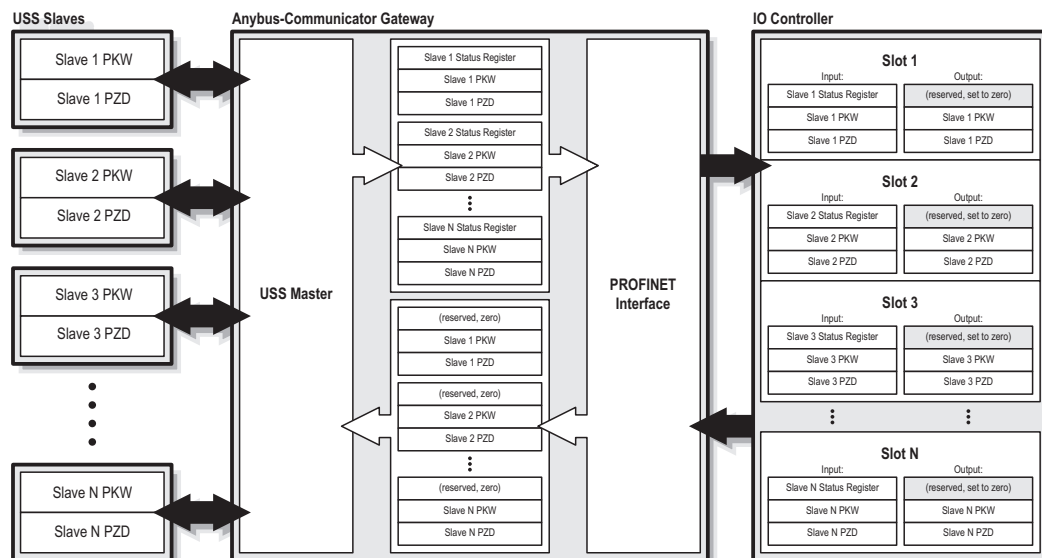 USS Slaves
Slave 1 PKW
Slave 1 PZD
Slave 2 PKW
Slave 2 PZD
Slave 3 PKW
Slave 3 PZD
Slave N PKW
Slave N PZD
Anybus-Communicator Gateway
USS Master
Slave 1 Status Register
Slave 1 PKW
Slave 1 PZD
Slave 2 Status Register
Slave 2 PKW
Slave 2 PZD
Slave N Status Register
Slave N PKW
Slave N PZD
(reserved, zero)
Slave 1 PKW
Slave 1 PZD
(reserved, zero)
Slave 2 PKW
Slave 2 PZD
(reserved, zero)
Slave N PKW
Slave N PZD
PROFINET
Interface
IO Controller
Slot 1
Input: Output:
Slave 1 Status Register (reserved, set to zero)
Slave 1 PKW Slave 1 PKW
Slave 1 PZD Slave 1 PZD
Slot 2
Input: Output:
Slave 2 Status Register (reserved, set to zero)
Slave 2 PKW Slave 2 PKW
Slave 2 PZD Slave 2 PZD
Slot 3
Input: Output:
Slave 3 Status Register (reserved, set to zero)
Slave 3 PKW Slave 3 PKW
Slave 3 PZD Slave 3 PZD
Slot N
Input: Output:
Slave N Status Register (reserved, set to zero)
Slave N PKW Slave N PKW
Slave N PZD Slave N PZD